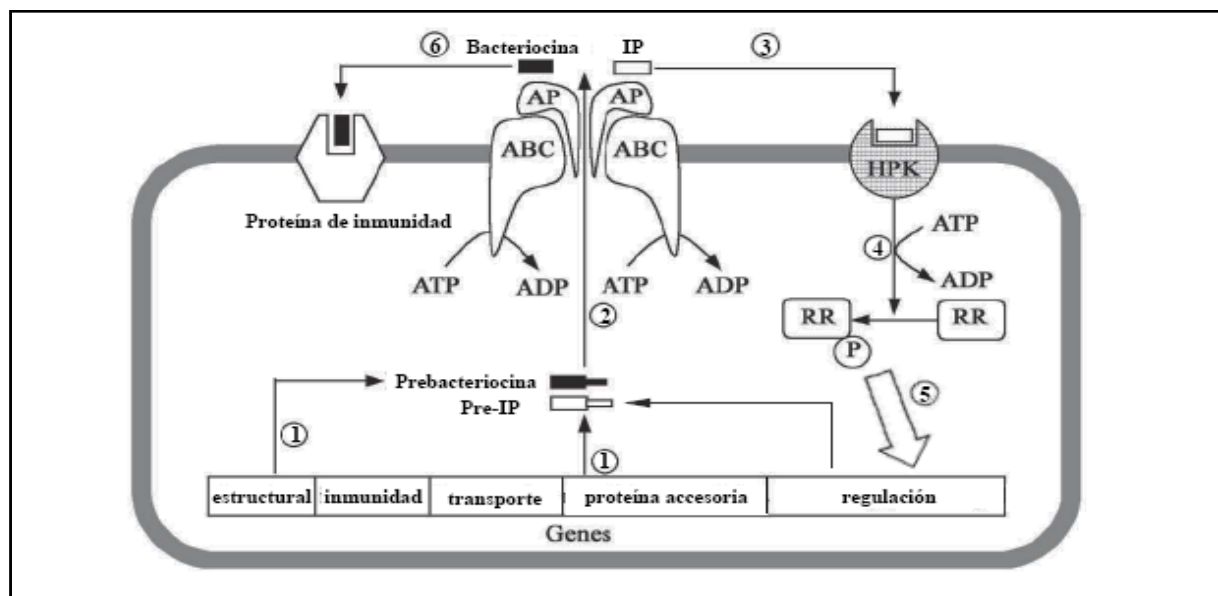 ⑥ Bacteriocina IP ③
AP AP
ABC ABC
HPK
Proteína de inmunidad
④ ATP
ATP ADP ATP ADP
ADP
②
RR RR
P
Prebacteriocina
Pre-IP
⑤
① ①
estructural inmunidad transporte proteína accesoria regulación
Genes